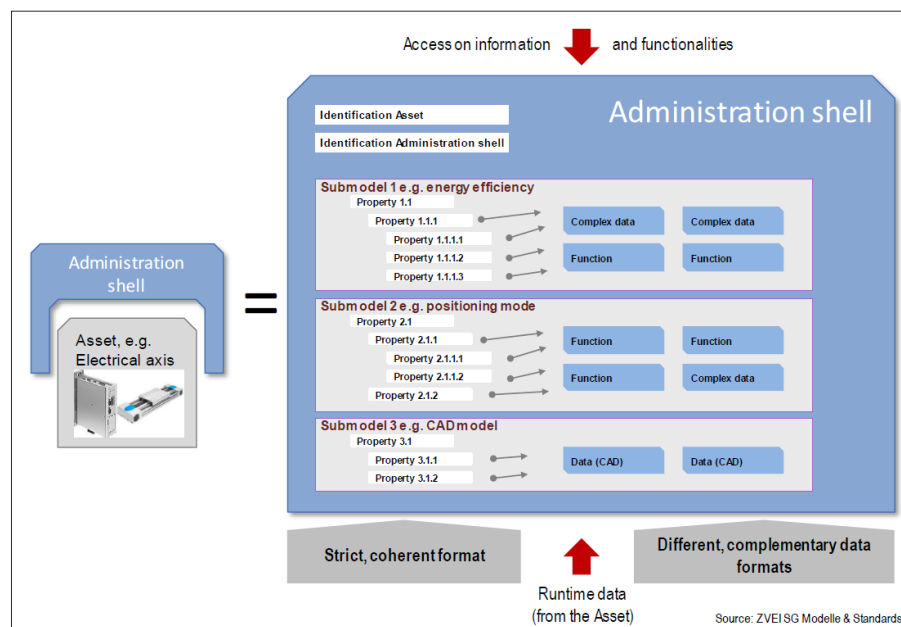 Access on information and functionalities
Administration shell
Identification Asset
Identification Administration shell
Submodel 1 e.g. energy efficiency
Property 1.1
Property 1.1.1
Property 1.1.1.1
Property 1.1.1.2
Property 1.1.1.3
Complex data
Complex data
Function
Function
Submodel 2 e.g. positioning mode
Property 2.1
Property 2.1.1
Property 2.1.1.1
Property 2.1.1.2
Property 2.1.2
Function
Function
Function
Complex data
Submodel 3 e.g. CAD model
Property 3.1
Property 3.1.1
Property 3.1.2
Data (CAD)
Data (CAD)
Administration
shell
Asset, e.g.
Electrical axis
=
Strict, coherent format
Runtime data
(from the Asset)
Different, complementary data
formats
Source: ZVEI SG Modelle & Standards